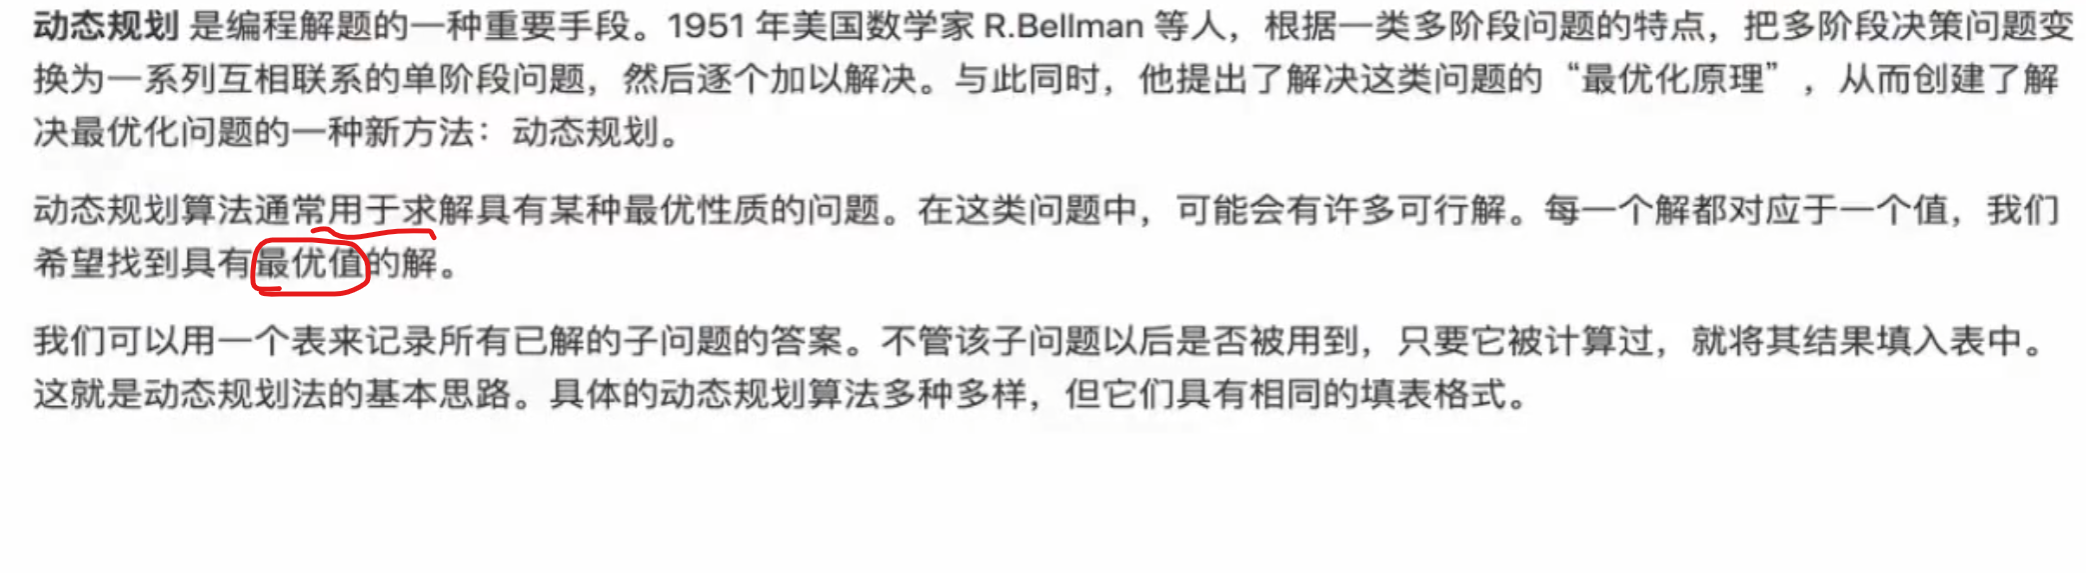 动态规划 是编程解题的一种重要手段。1951 年美国数学家 R.Bellman 等人，根据一类多阶段问题的特点，把多阶段决策问题变
换为一系列互相联系的单阶段问题，然后逐个加以解决。与此同时，他提出了解决这类问题的“最优化原理”，从而创建了解
决最优化问题的一种新方法：动态规划。
动态规划算法通常用于求解具有某种最优性质的问题。在这类问题中，可能会有许多可行解。每一个解都对应于一个值，我们
希望找到具有最优值的解。
我们可以用一个表来记录所有已解的子问题的答案。不管该子问题以后是否被用到，只要它被计算过，就将其结果填入表中。
这就是动态规划法的基本思路。具体的动态规划算法多种多样，但它们具有相同的填表格式。